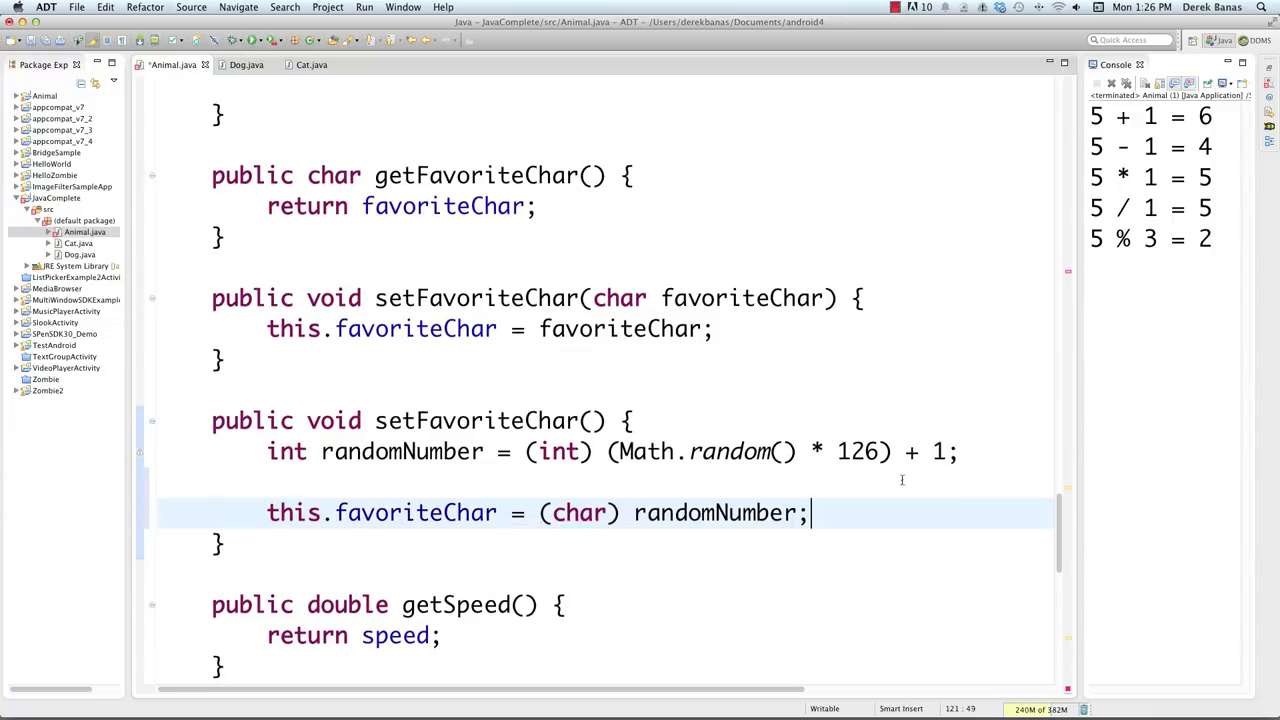 ADT File Edit Refactor Source Navigate Search Project Run Window Help 10 Mon 1:26 PM Derek Banas
Java – JavaComplete/src/Animal.java – ADT – /Users/derekbanas/Documents/android4
Quick Access Java DDMS
Package Exp
*Animal.java Dog.java Cat.java
Console
<terminated> Animal (1) [Java Application] /S
Animal
appcompat_v7
appcompat_v7_2
appcompat_v7_3
appcompat_v7_4
BridgeSample
HelloWorld
HelloZombie
ImageFilterSampleApp
JavaComplete
src
(default package)
Animal.java
Cat.java
Dog.java
JRE System Library [Ja
ListPickerExample2Activi
MediaBrowser
MultiWindowSDKExample
MusicPlayerActivity
SlookActivity
SPenSDK30_Demo
TestAndroid
TextGroupActivity
VideoPlayerActivity
Zombie
Zombie2
}
public char getFavoriteChar() {
return favoriteChar;
}
public void setFavoriteChar(char favoriteChar) {
this.favoriteChar = favoriteChar;
}
public void setFavoriteChar() {
int randomNumber = (int) (Math.random() * 126) + 1;
this.favoriteChar = (char) randomNumber;
}
public double getSpeed() {
return speed;
}
5 + 1 = 6
5 - 1 = 4
5 * 1 = 5
5 / 1 = 5
5 % 3 = 2
Writable Smart Insert 121 : 49 240M of 382M